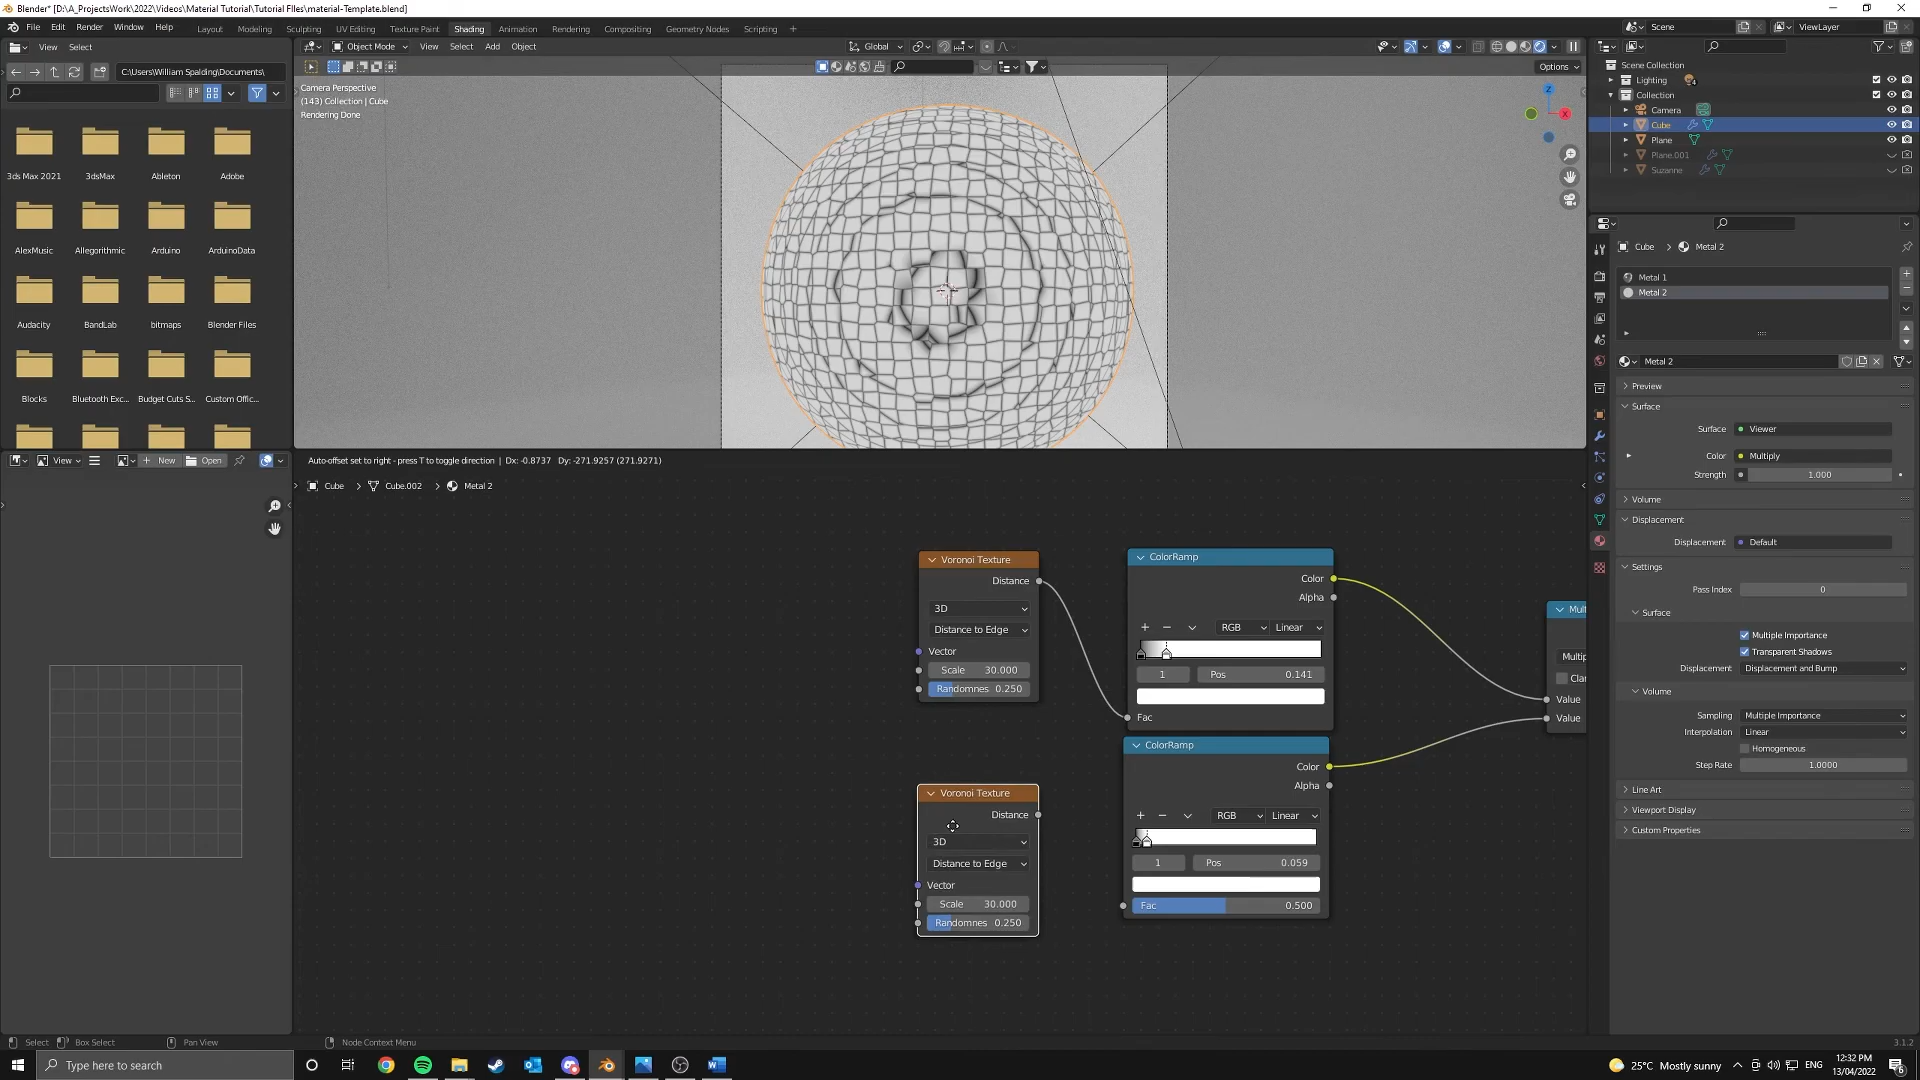 Blender* [D:\A_ProjectsWork\2022\Videos\Material Tutorial\Tutorial Files\material-Template.blend]
File Edit Render Window Help Layout Modeling Sculpting UV Editing Texture Paint Shading Animation Rendering Compositing Geometry Nodes Scripting + Scene ViewLayer
View Select Object Mode View Select Add Object Global
C:\Users\William Spalding\Documents\ Options
Camera Perspective
(143) Collection | Cube
Rendering Done
Z
X
Scene Collection
Lighting 4
Collection
Camera
Cube
Plane
Plane.001
Suzanne
3ds Max 2021 3dsMax Ableton Adobe
AlexMusic Allegorithmic Arduino ArduinoData
Audacity BandLab bitmaps Blender Files
Blocks Bluetooth Exc... Budget Cuts S... Custom Offic...
Cube > Metal 2
Metal 1
Metal 2
Metal 2
Preview
Surface
Surface Viewer
Color Multiply
Strength 1.000
Volume
Displacement
Displacement Default
Settings
Pass Index 0
Surface
Multiple Importance
Transparent Shadows
Displacement Displacement and Bump
Volume
Sampling Multiple Importance
Interpolation Linear
Homogeneous
Step Rate 1.0000
Line Art
Viewport Display
Custom Properties
View + New Open
Auto-offset set to right - press T to toggle direction | Dx: -0.8737 Dy: -271.9257 (271.9271)
Cube > Cube.002 > Metal 2
Voronoi Texture
Distance
3D
Distance to Edge
Vector
Scale 30.000
Randomnes 0.250
ColorRamp
Color
Alpha
+ − RGB Linear
1 Pos 0.141
Fac
Mult
Multip
Clar
Value
Value
Voronoi Texture
Distance
3D
Distance to Edge
Vector
Scale 30.000
Randomnes 0.250
ColorRamp
Color
Alpha
+ − RGB Linear
1 Pos 0.059
Fac 0.500
Select Box Select Pan View Node Context Menu 3.1.2
Type here to search 25°C Mostly sunny ENG 12:32 PM
13/04/2022 6